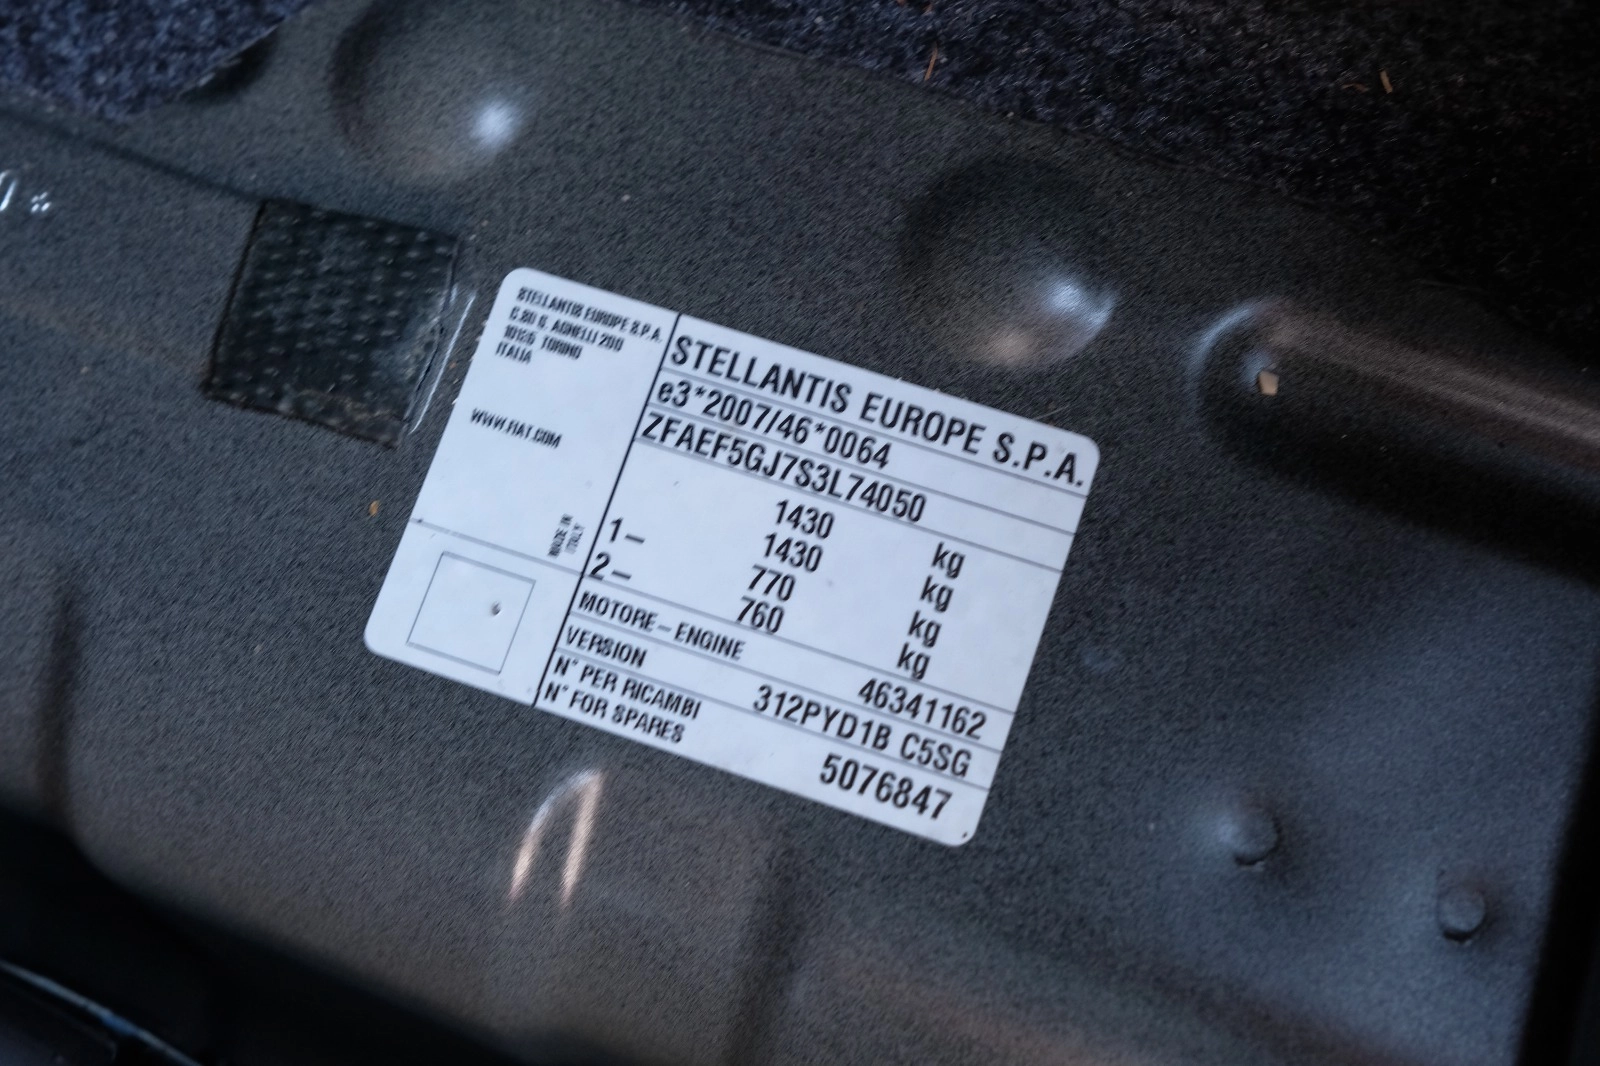 STELLANTIS EUROPE S.P.A.
C.SO G. AGNELLI 200
10135 TORINO
ITALIA
WWW.FIAT.COM
MADE IN
ITALY
STELLANTIS EUROPE S.P.A.
e3*2007/46*0064
ZFAEF5GJ7S3L74050
1430 kg
1430 kg
1– 770 kg
2– 760 kg
MOTORE–ENGINE 46341162
VERSION 312PYD1B C5SG
N° PER RICAMBI
N° FOR SPARES 5076847